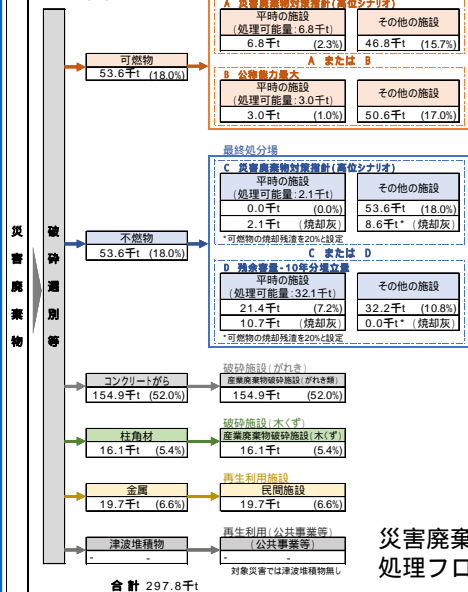 A 災害廃棄物対策指針(高位シナリオ)
平時の施設
(処理可能量:6.8千t)
6.8千t (2.3%)
その他の施設
46.8千t (15.7%)
可燃物
53.6千t (18.0%)
A または B
B 公称能力最大
平時の施設
(処理可能量:3.0千t)
3.0千t (1.0%)
その他の施設
50.6千t (17.0%)
最終処分場
C 災害廃棄物対策指針(高位シナリオ)
平時の施設
(処理可能量:2.1千t)
0.0千t (0.0%)
2.1千t (焼却灰)
その他の施設
53.6千t (18.0%)
8.6千t* (焼却灰)
*可燃物の焼却残渣を20%と設定
不燃物
53.6千t (18.0%)
C または D
D 残余容量-10年分埋立量
平時の施設
(処理可能量:32.1千t)
21.4千t (7.2%)
10.7千t (焼却灰)
その他の施設
32.2千t (10.8%)
0.0千t* (焼却灰)
*可燃物の焼却残渣を20%と設定
災害廃棄物
破砕選別等
破砕施設(がれき)
コンクリートがら
154.9千t (52.0%)
産業廃棄物破砕施設(がれき類)
154.9千t (52.0%)
破砕施設(木くず)
柱角材
16.1千t (5.4%)
産業廃棄物破砕施設(木くず)
16.1千t (5.4%)
再生利用施設
金属
19.7千t (6.6%)
民間施設
19.7千t (6.6%)
再生利用(公共事業等)
津波堆積物
- -
(公共事業等)
- -
対象災害では津波堆積物無し
合計 297.8千t
災害廃棄
処理フロ